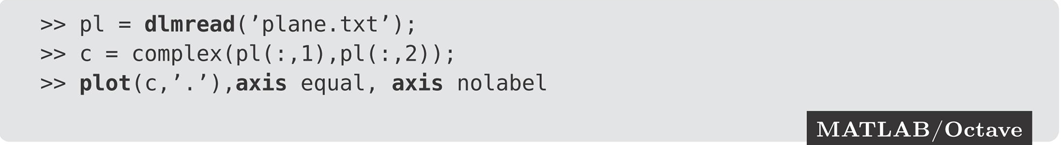 >> pl = dlmread(’plane.txt’);
>> c = complex(pl(:,1),pl(:,2));
>> plot(c,’.’),axis equal, axis nolabel
MATLAB/Octave